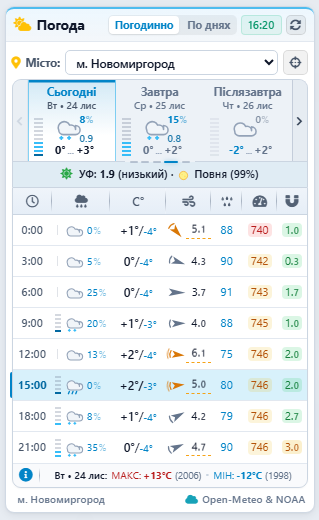 Погода Погодинно По днях 16:20
Місто: м. Новомиргород
Сьогодні Завтра Післязавтра
Вт • 24 лис Ср • 25 лис Чт • 26 лис
8% 15% 0%
0.9 0.8
0° ... +3° 0° ... +2° -2° ... +2°
УФ: 1.9 (низький) · Повня (99%)
C°
0:00 0% +1°/-4° 5.1 88 740 1.0
3:00 5% 0°/-4° 4.3 90 742 0.3
6:00 25% 0°/-4° 3.7 91 743 1.7
9:00 20% +1°/-3° 4.0 88 745 1.0
12:00 13% +2°/-4° 6.1 75 746 2.0
15:00 0% +2°/-3° 5.0 80 746 2.0
18:00 8% +1°/-4° 4.2 79 746 2.7
21:00 35% 0°/-4° 4.7 90 746 3.0
Вт • 24 лис: МАКС: +13°C (2006) · МІН: -12°C (1998)
м. Новомиргород Open-Meteo & NOAA